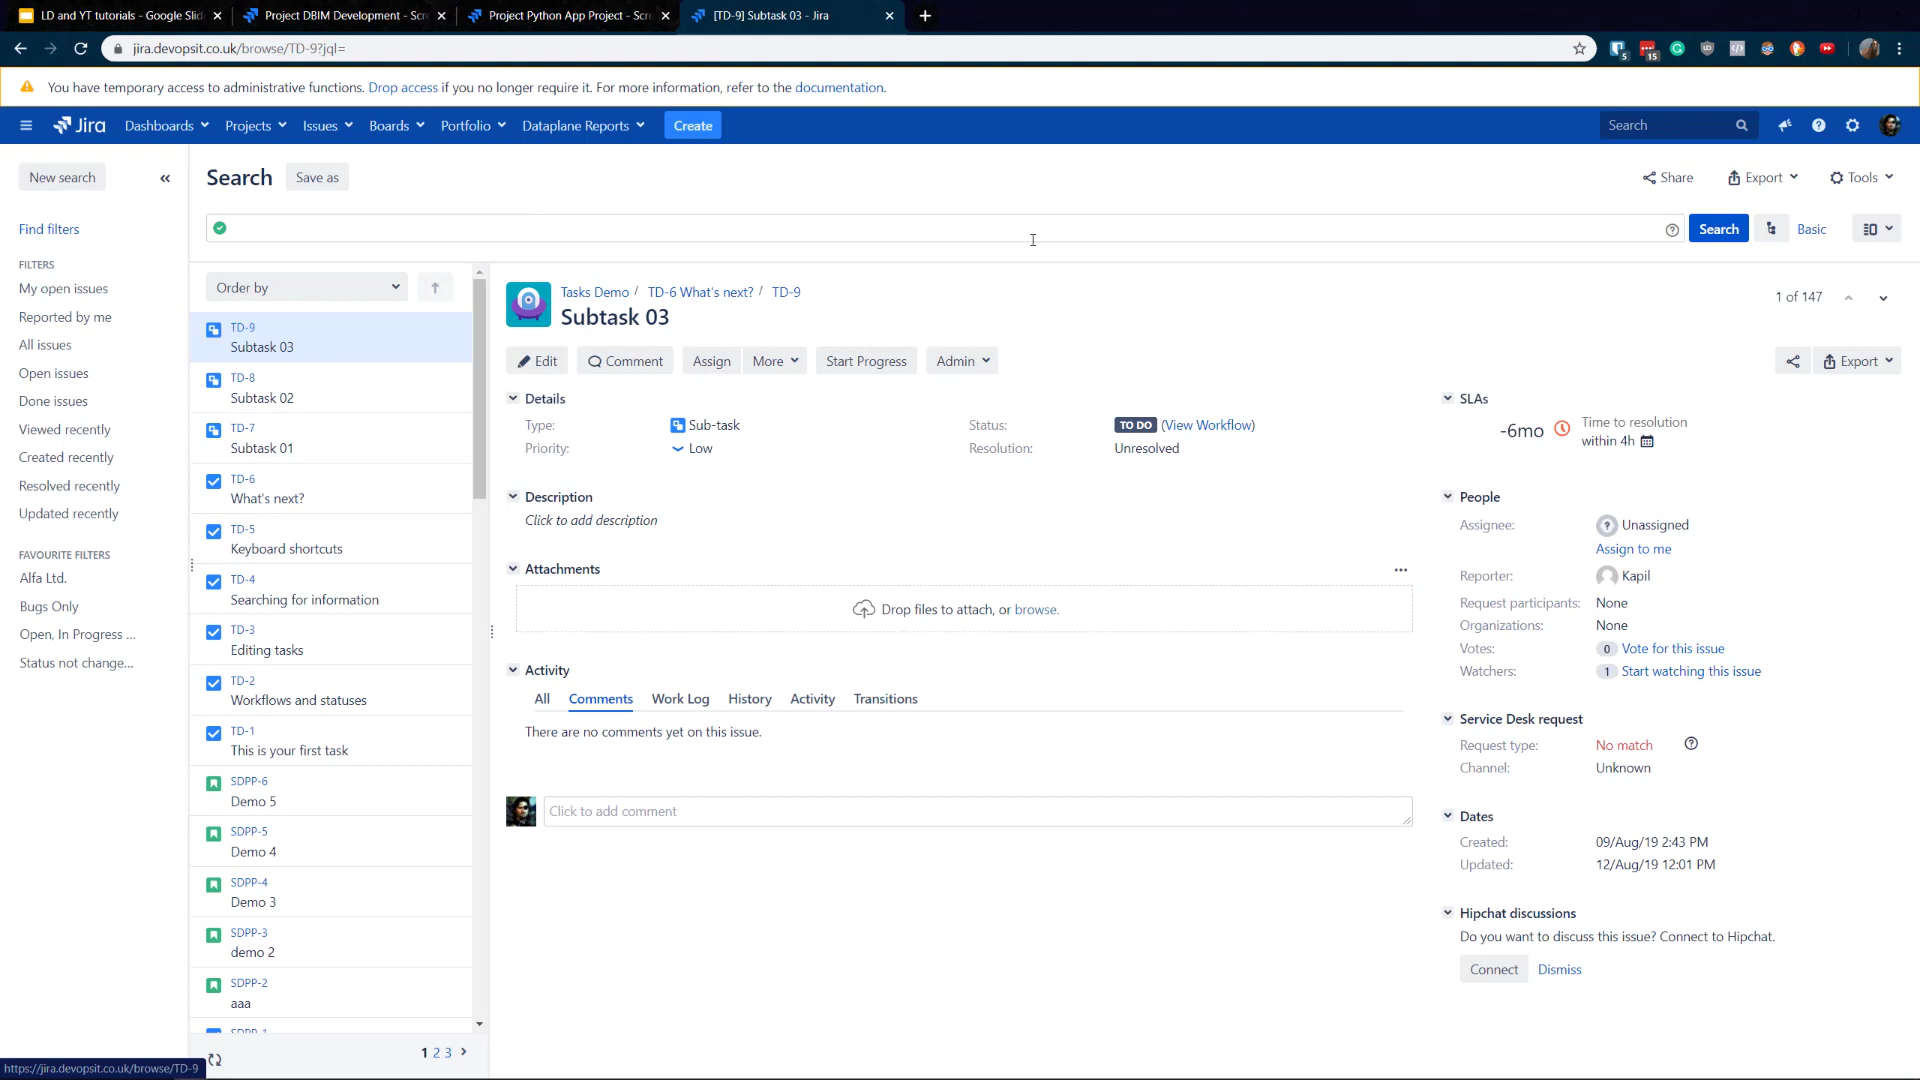 LD and YT tutorials - Google Slid
Project DBIM Development - Scr
Project Python App Project - Scr
[TD-9] Subtask 03 - Jira
jira.devopsit.co.uk/browse/TD-9?jql=
5
15
You have temporary access to administrative functions. Drop access if you no longer require it. For more information, refer to the documentation.
Jira
Dashboards
Projects
Issues
Boards
Portfolio
Dataplane Reports
Create
Search
New search
Search
Save as
Share
Export
Tools
Find filters
Search
Basic
FILTERS
My open issues
Reported by me
All issues
Open issues
Done issues
Viewed recently
Created recently
Resolved recently
Updated recently
FAVOURITE FILTERS
Alfa Ltd.
Bugs Only
Open, In Progress ...
Status not change...
Order by
TD-9
Subtask 03
TD-8
Subtask 02
TD-7
Subtask 01
TD-6
What's next?
TD-5
Keyboard shortcuts
TD-4
Searching for information
TD-3
Editing tasks
TD-2
Workflows and statuses
TD-1
This is your first task
SDPP-6
Demo 5
SDPP-5
Demo 4
SDPP-4
Demo 3
SDPP-3
demo 2
SDPP-2
aaa
SDPP-1
1 2 3
Tasks Demo / TD-6 What's next? / TD-9
Subtask 03
1 of 147
Edit
Comment
Assign
More
Start Progress
Admin
Export
Details
Type: Sub-task
Status: TO DO (View Workflow)
Priority: Low
Resolution: Unresolved
Description
Click to add description
Attachments
Drop files to attach, or browse.
Activity
All Comments Work Log History Activity Transitions
There are no comments yet on this issue.
Click to add comment
SLAs
-6mo
Time to resolution
within 4h
People
Assignee: Unassigned
Assign to me
Reporter: Kapil
Request participants: None
Organizations: None
Votes: 0 Vote for this issue
Watchers: 1 Start watching this issue
Service Desk request
Request type: No match
Channel: Unknown
Dates
Created: 09/Aug/19 2:43 PM
Updated: 12/Aug/19 12:01 PM
Hipchat discussions
Do you want to discuss this issue? Connect to Hipchat.
Connect
Dismiss
https://jira.devopsit.co.uk/browse/TD-9